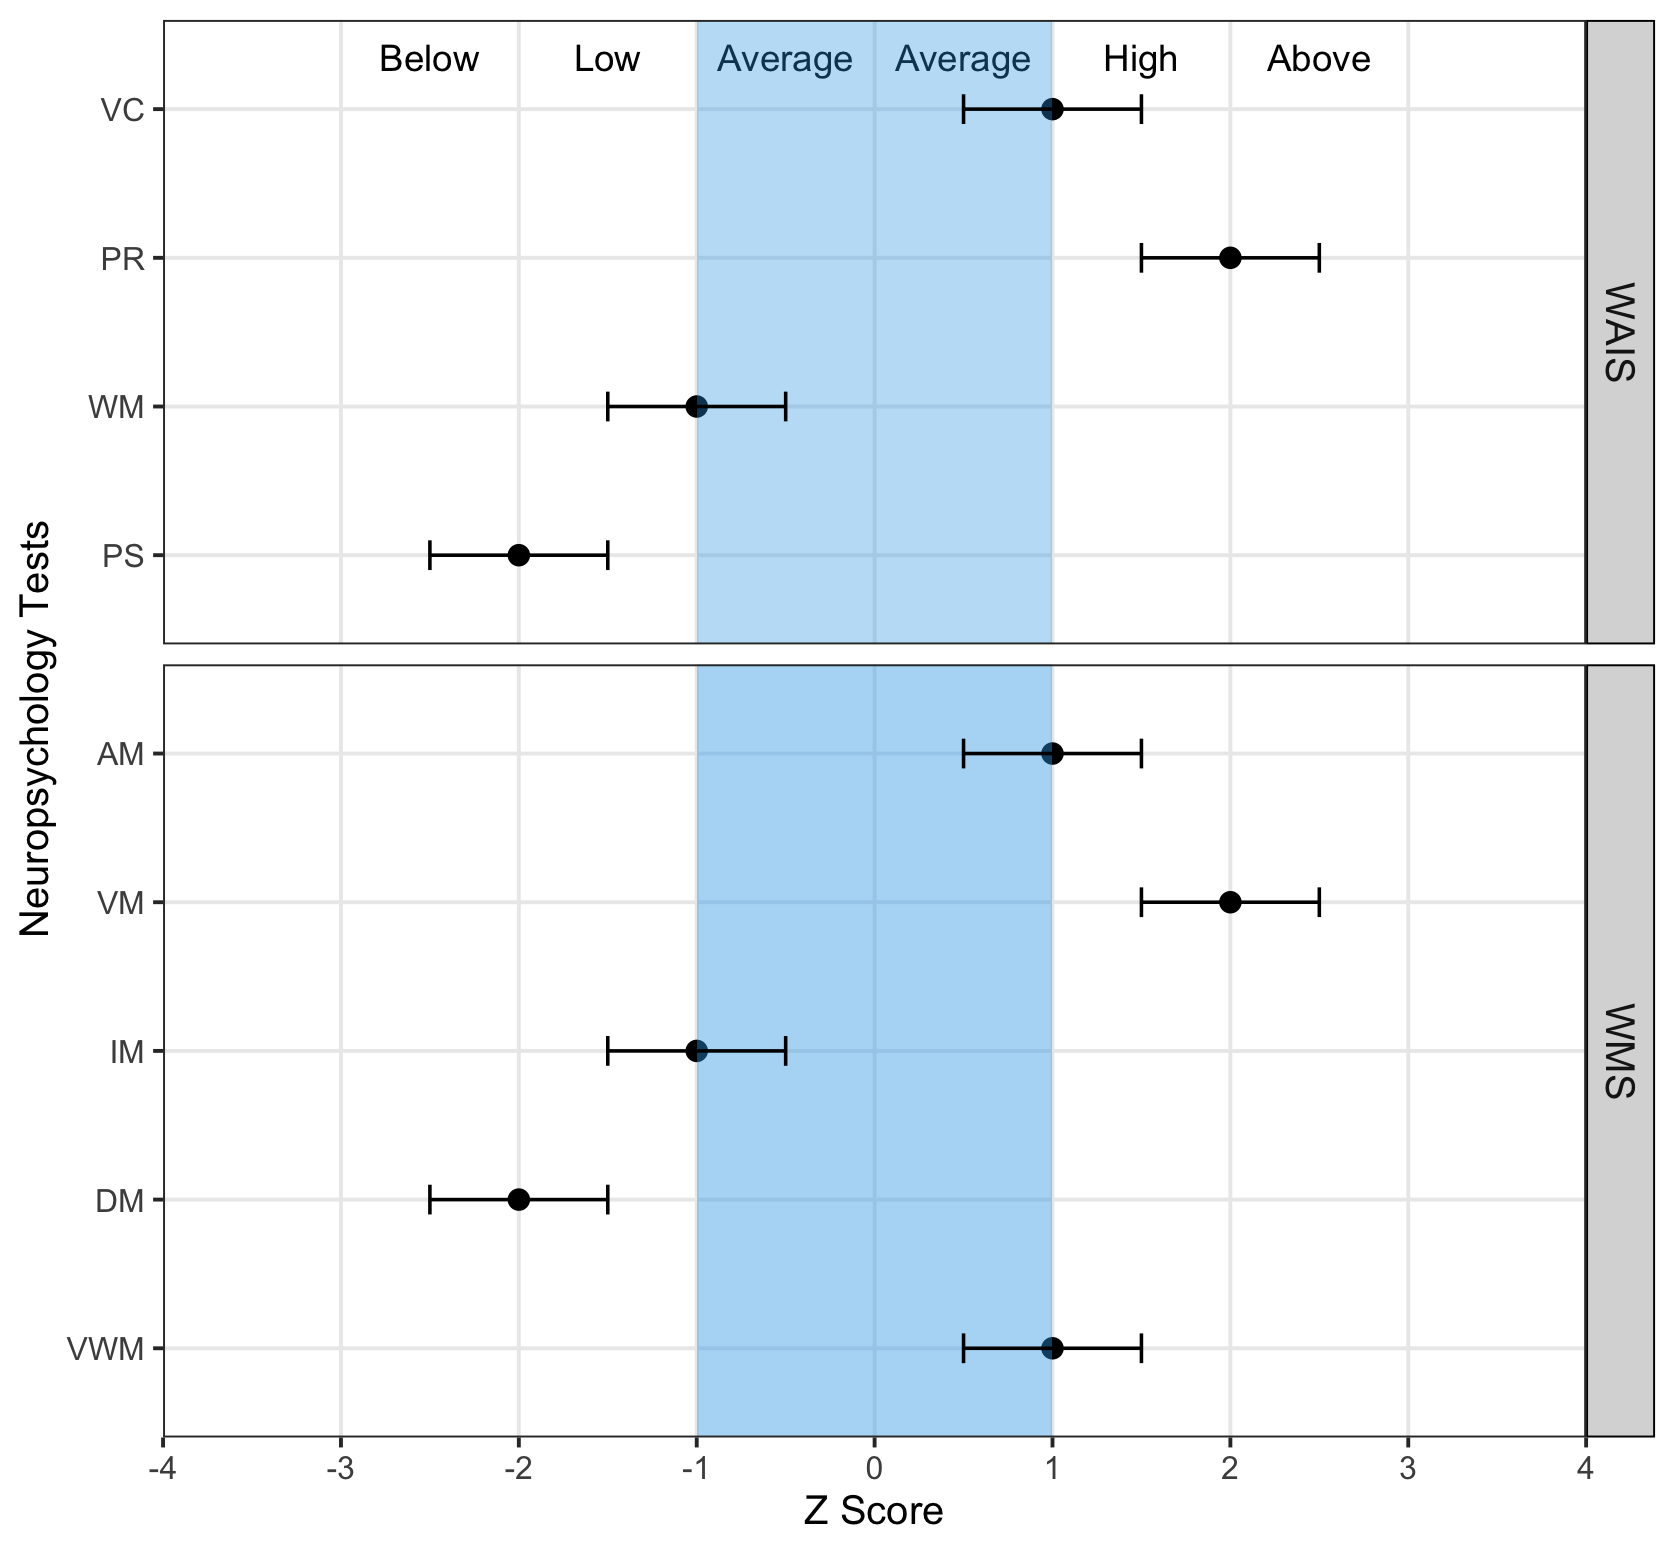 Below Low Average Average High Above
VC
PR
WM
PS
WAIS
Neuropsychology Tests
AM
VM
IM
DM
VWM
WMS
-4 -3 -2 -1 0 1 2 3 4
Z Score